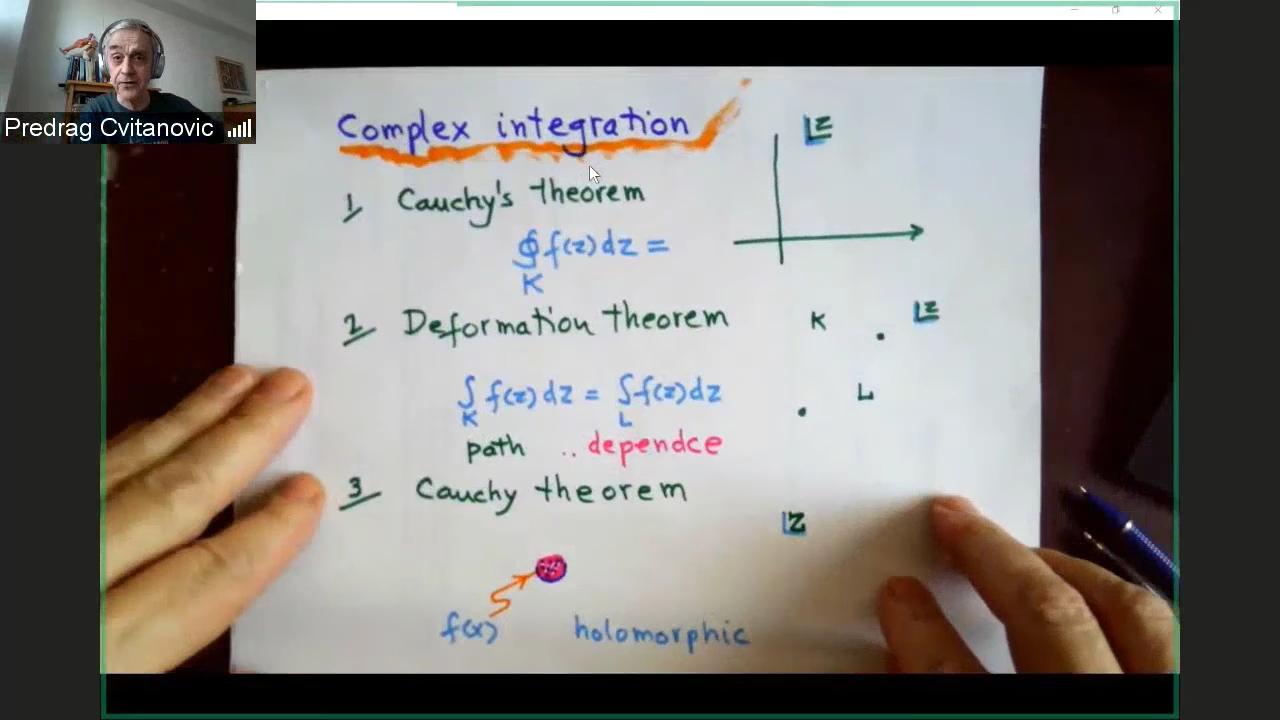 Predrag Cvitanovic
Complex integration
z
1 Cauchy's theorem
∮ f(z) dz =
K
2 Deformation theorem
K
z
∫ f(z) dz = ∫ f(z) dz
K L
L
path .. dependce
3 Cauchy theorem
z
f(x) holomorphic